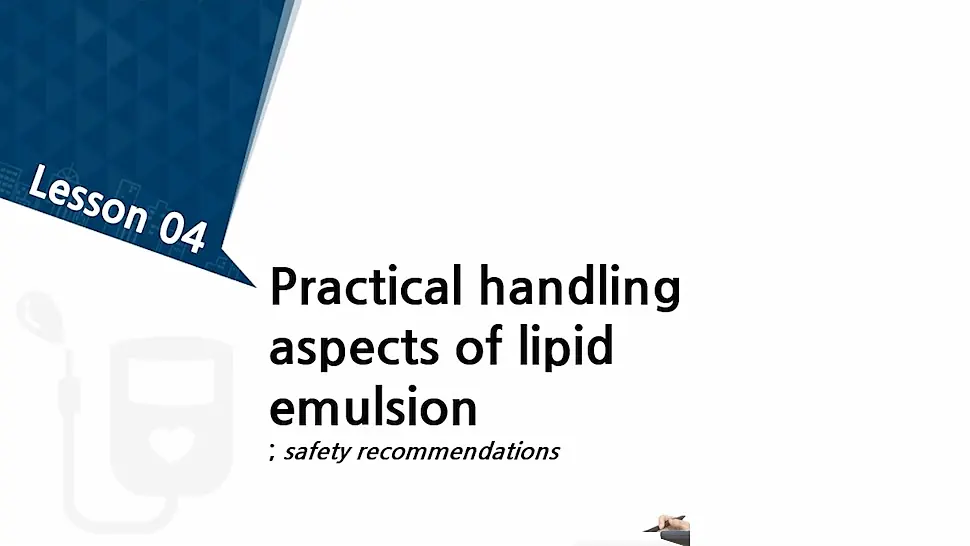 Lesson 04
Practical handling
aspects of lipid
emulsion
; safety recommendations